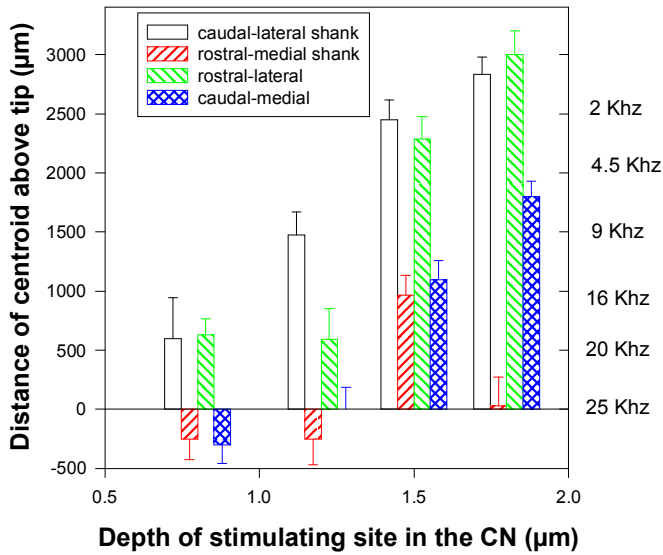 caudal-lateral shank
rostral-medial shank
rostral-lateral
caudal-medial
Distance of centroid above tip (µm)
3000
2500
2000
1500
1000
500
0
-500
2 Khz
4.5 Khz
9 Khz
16 Khz
20 Khz
25 Khz
0.5 1.0 1.5 2.0
Depth of stimulating site in the CN (µm)